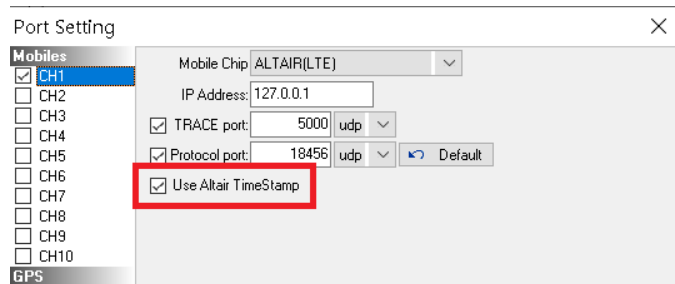 Port Setting
Mobiles
CH1
CH2
CH3
CH4
CH5
CH6
CH7
CH8
CH9
CH10
GPS
Mobile Chip ALTAIR(LTE)
IP Address: 127.0.0.1
TRACE port: 5000 udp
Protocol port: 18456 udp Default
Use Altair TimeStamp